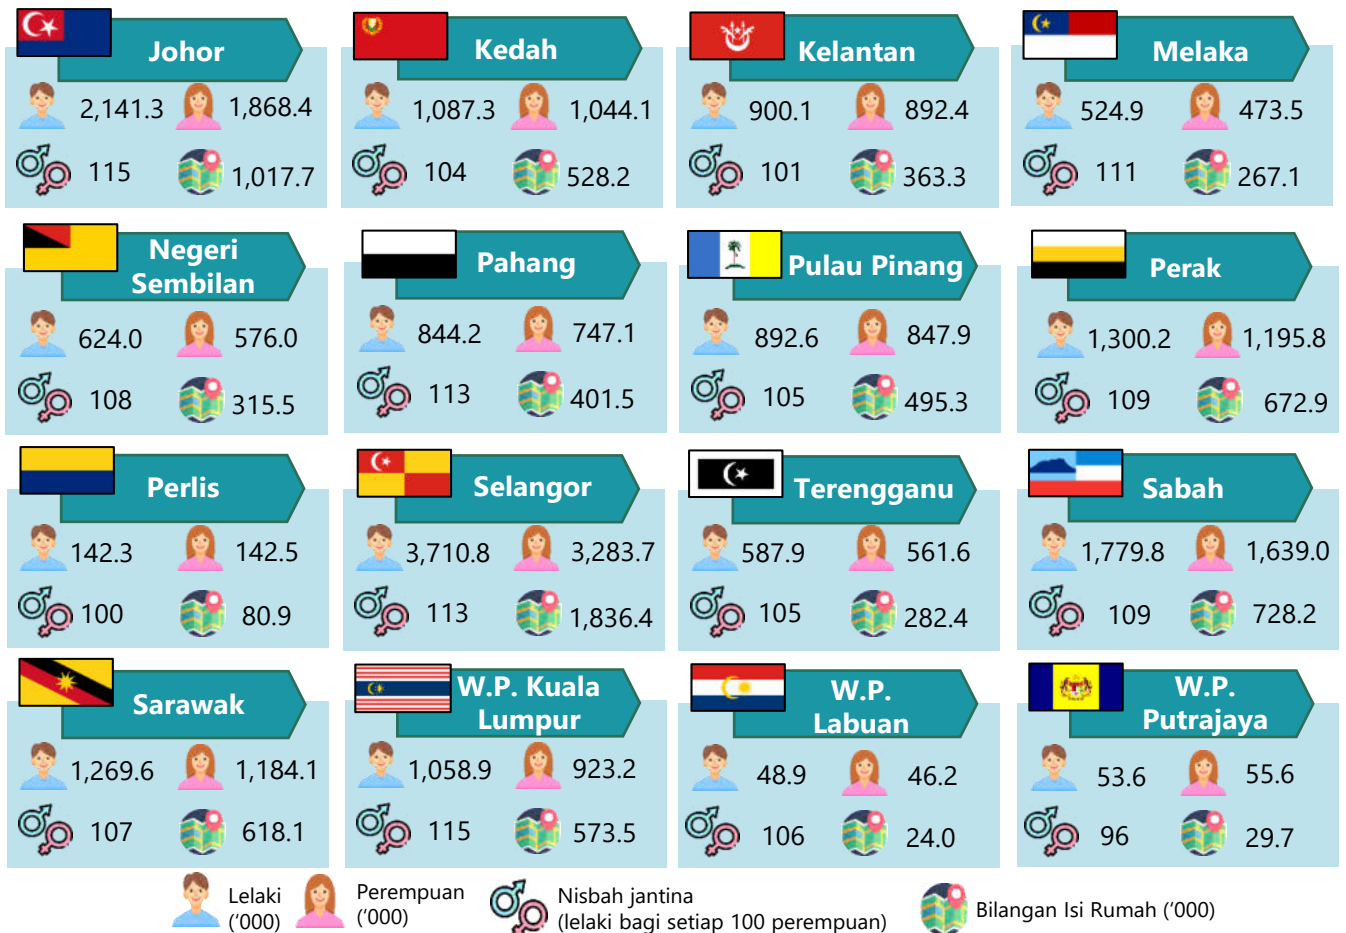 Johor
2,141.3 1,868.4
115 1,017.7
Kedah
1,087.3 1,044.1
104 528.2
Kelantan
900.1 892.4
101 363.3
Melaka
524.9 473.5
111 267.1
Negeri
Sembilan
624.0 576.0
108 315.5
Pahang
844.2 747.1
113 401.5
Pulau Pinang
892.6 847.9
105 495.3
Perak
1,300.2 1,195.8
109 672.9
Perlis
142.3 142.5
100 80.9
Selangor
3,710.8 3,283.7
113 1,836.4
Terengganu
587.9 561.6
105 282.4
Sabah
1,779.8 1,639.0
109 728.2
Sarawak
1,269.6 1,184.1
107 618.1
W.P. Kuala
Lumpur
1,058.9 923.2
115 573.5
W.P.
Labuan
48.9 46.2
106 24.0
W.P.
Putrajaya
53.6 55.6
96 29.7
Lelaki
('000)
Perempuan
('000)
Nisbah jantina
(lelaki bagi setiap 100 perempuan)
Bilangan Isi Rumah ('000)